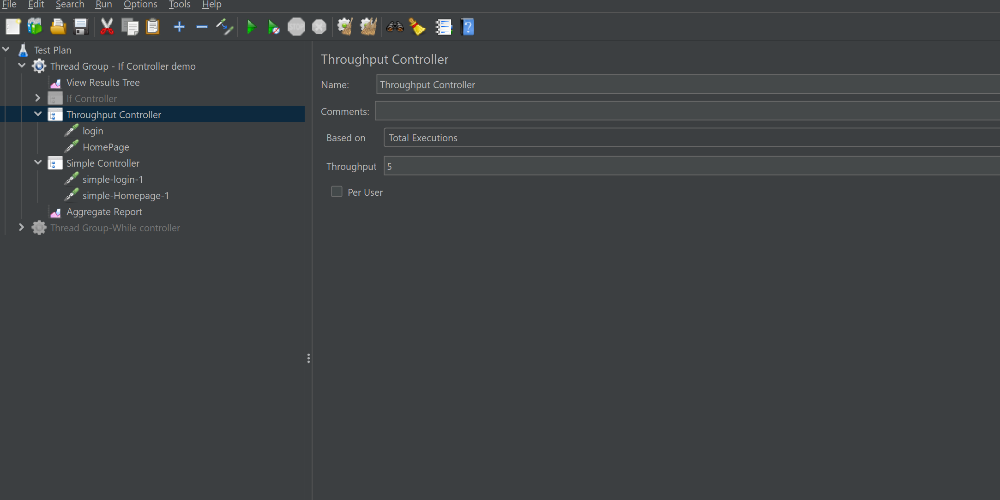 File Edit Search Run Options Tools Help
STOP
?
Test Plan
Thread Group - If Controller demo
View Results Tree
If Controller
Throughput Controller
login
HomePage
Simple Controller
simple-login-1
simple-Homepage-1
Aggregate Report
Thread Group-While controller
Throughput Controller
Name: Throughput Controller
Comments:
Based on Total Executions
Throughput 5
Per User